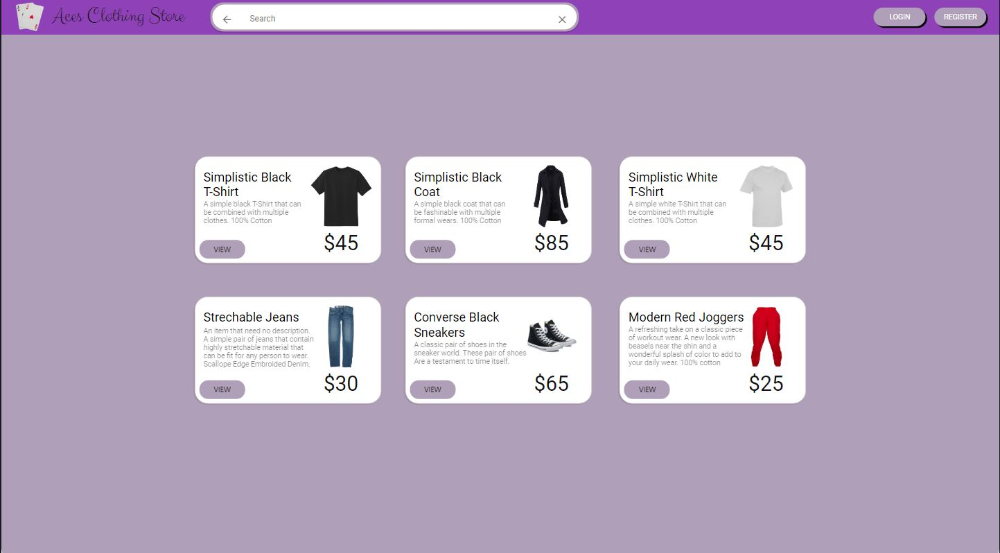 Aces Clothing Store
Search
LOGIN
REGISTER
Simplistic Black
T-Shirt
A simple black T-Shirt that can
be combined with multiple
clothes. 100% Cotton
VIEW
$45
Simplistic Black
Coat
A simple black coat that can
be fashinable with multiple
formal wears. 100% Cotton
VIEW
$85
Simplistic White
T-Shirt
A simple white T-Shirt that can
be combined with multiple
clothes. 100% Cotton
VIEW
$45
Strechable Jeans
An item that need no description.
A simple pair of jeans that contain
highly stretchable material that
can be fit for any person to wear.
Scallope Edge Embroided Denim.
VIEW
$30
Converse Black
Sneakers
A classic pair of shoes in the
sneaker world. These pair of shoes
Are a testament to time itself.
VIEW
$65
Modern Red Joggers
A refreshing take on a classic piece
of workout wear. A new look with
beasels near the shin and a
wonderful splash of color to add to
your daily wear. 100% cotton
VIEW
$25